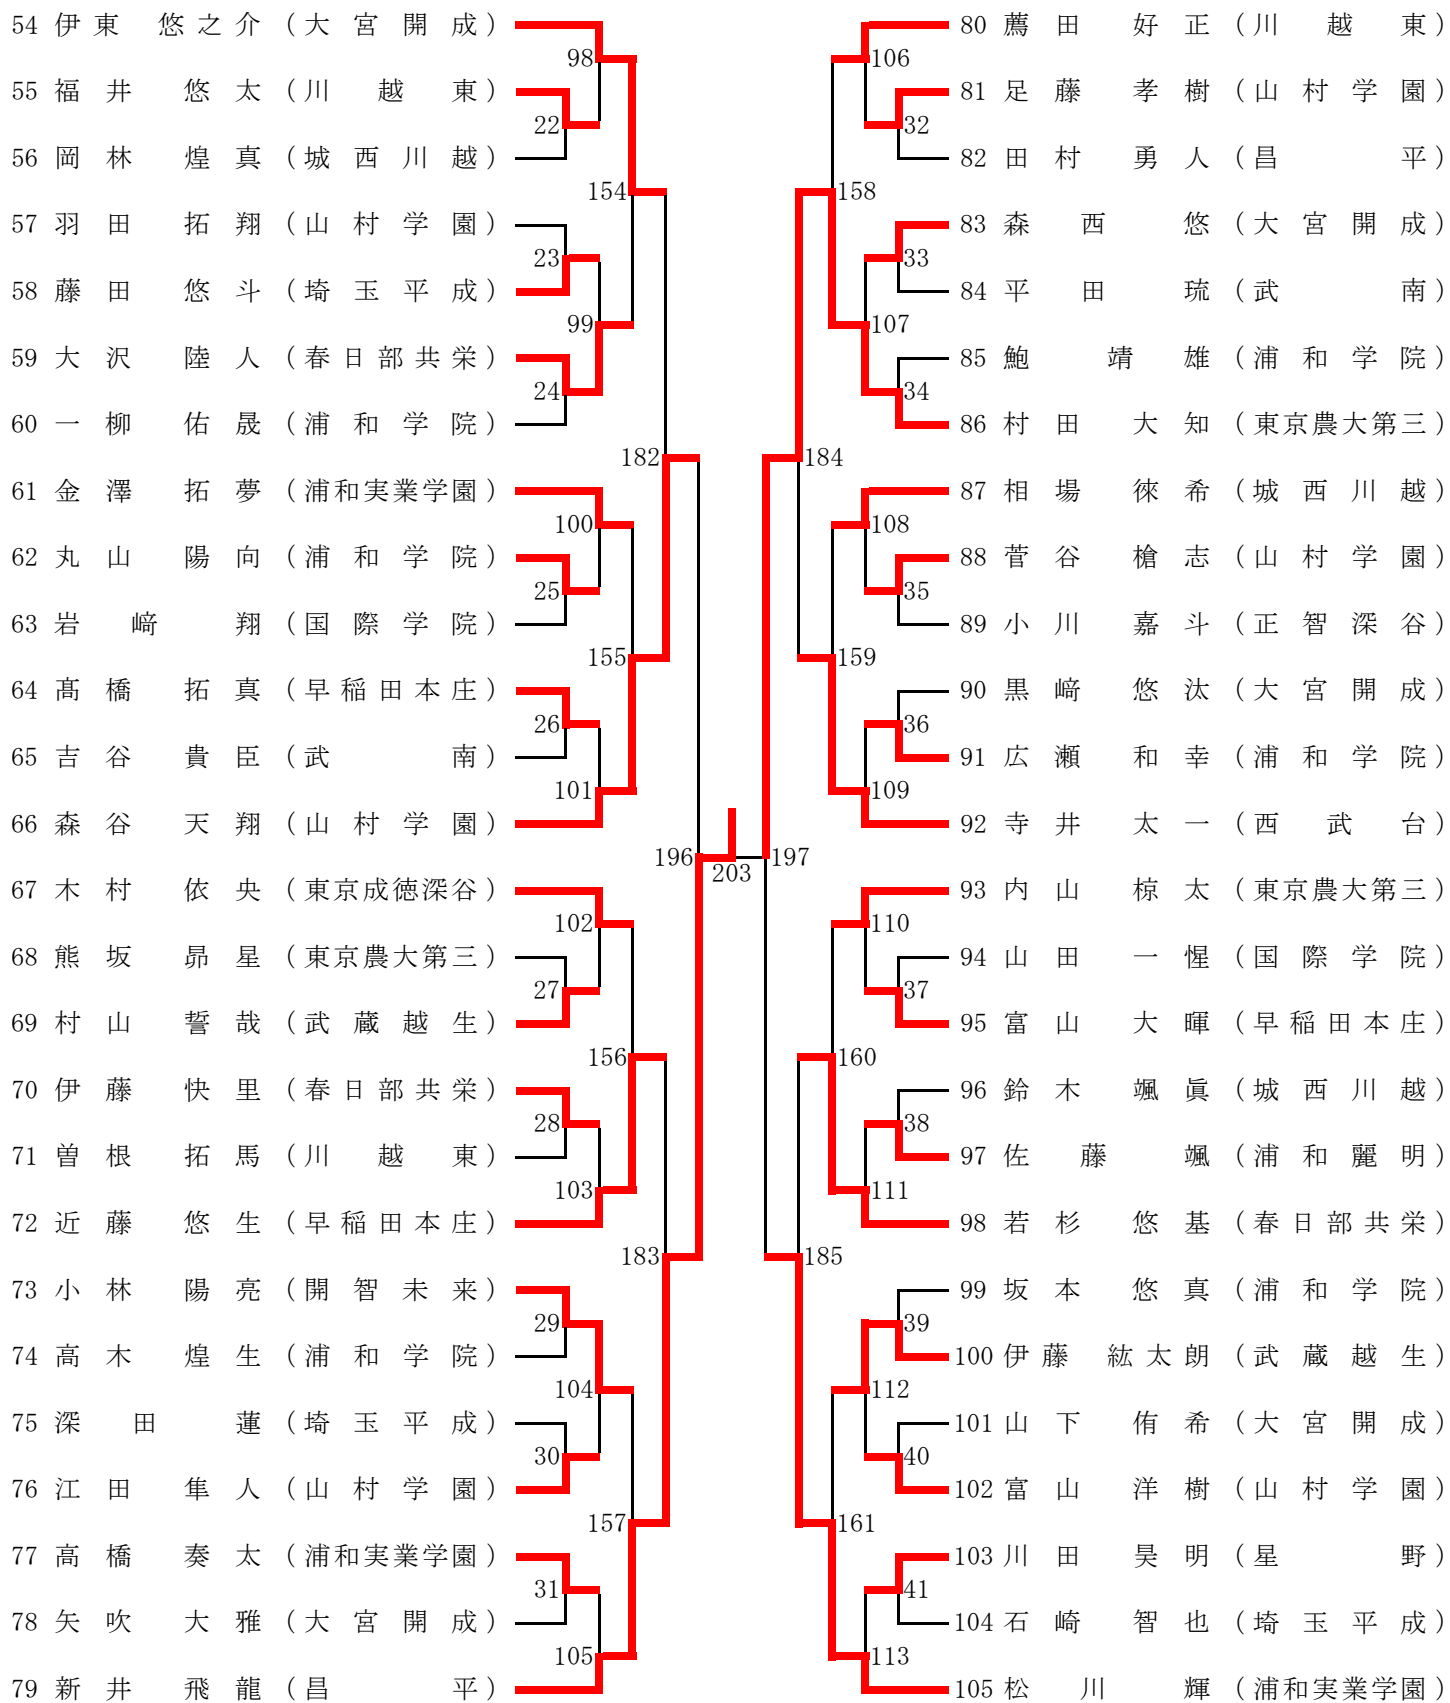 54 伊東 悠之介 (大宮開成)
55 福井 悠太 (川越東)
56 岡林 煌真 (城西川越)
57 羽田 拓翔 (山村学園)
58 藤田 悠斗 (埼玉平成)
59 大沢 陸人 (春日部共栄)
60 一柳 佑晟 (浦和学院)
61 金澤 拓夢 (浦和実業学園)
62 丸山 陽向 (浦和学院)
63 岩﨑 翔 (国際学院)
64 髙橋 拓真 (早稲田本庄)
65 吉谷 貴臣 (武南)
66 森谷 天翔 (山村学園)
67 木村 依央 (東京成徳深谷)
68 熊坂 昴星 (東京農大第三)
69 村山 誓哉 (武蔵越生)
70 伊藤 快里 (春日部共栄)
71 曽根 拓馬 (川越東)
72 近藤 悠生 (早稲田本庄)
73 小林 陽亮 (開智未来)
74 高木 煌生 (浦和学院)
75 深田 蓮 (埼玉平成)
76 江田 隼人 (山村学園)
77 高橋 奏太 (浦和実業学園)
78 矢吹 大雅 (大宮開成)
79 新井 飛龍 (昌平)
98
22
154
23
99
24
182
100
25
155
26
101
196
102
27
156
28
103
183
29
104
30
157
31
105
203
197
106
32
158
33
107
34
184
108
35
159
36
109
110
37
160
38
111
185
39
112
40
161
41
113
80 薦田 好正 (川越東)
81 足藤 孝樹 (山村学園)
82 田村 勇人 (昌平)
83 森西 悠 (大宮開成)
84 平田 琉 (武南)
85 鮑 靖雄 (浦和学院)
86 村田 大知 (東京農大第三)
87 相場 徠希 (城西川越)
88 菅谷 槍志 (山村学園)
89 小川 嘉斗 (正智深谷)
90 黒﨑 悠汰 (大宮開成)
91 広瀬 和幸 (浦和学院)
92 寺井 太一 (西武台)
93 内山 椋太 (東京農大第三)
94 山田 一惺 (国際学院)
95 富山 大暉 (早稲田本庄)
96 鈴木 颯眞 (城西川越)
97 佐藤 颯 (浦和麗明)
98 若杉 悠基 (春日部共栄)
99 坂本 悠真 (浦和学院)
100 伊藤 紘太朗 (武蔵越生)
101 山下 侑希 (大宮開成)
102 富山 洋樹 (山村学園)
103 川田 昊明 (星野)
104 石崎 智也 (埼玉平成)
105 松川 輝 (浦和実業学園)